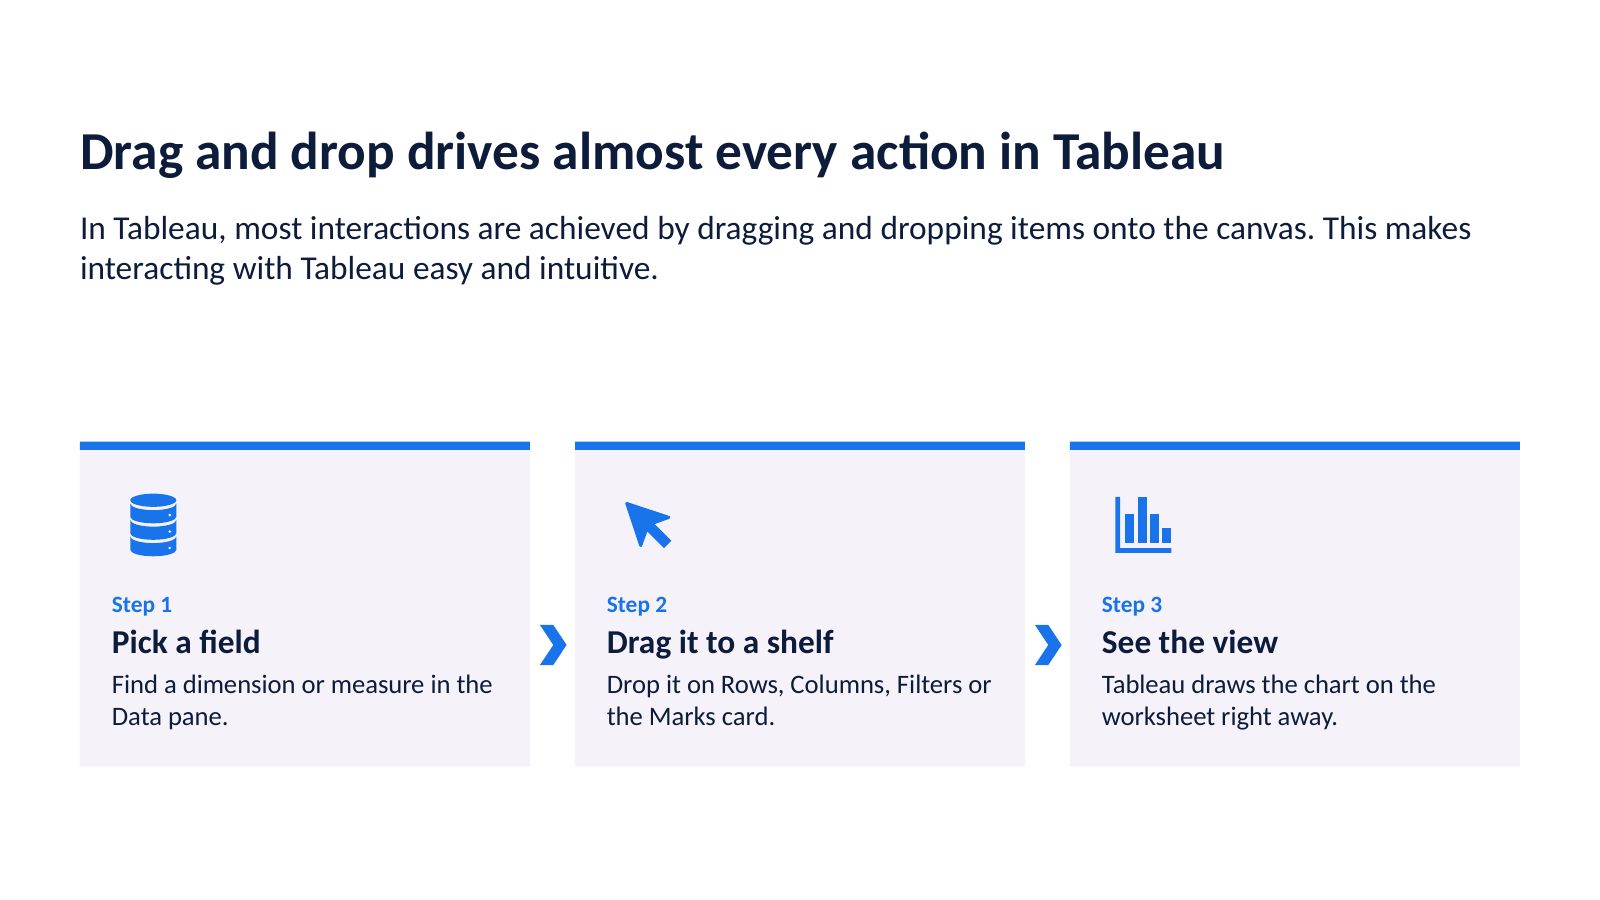 Drag and drop drives almost every action in Tableau
In Tableau, most interactions are achieved by dragging and dropping items onto the canvas. This makes
interacting with Tableau easy and intuitive.
Step 1
Pick a field
Find a dimension or measure in the
Data pane.
Step 2
Drag it to a shelf
Drop it on Rows, Columns, Filters or
the Marks card.
Step 3
See the view
Tableau draws the chart on the
worksheet right away.